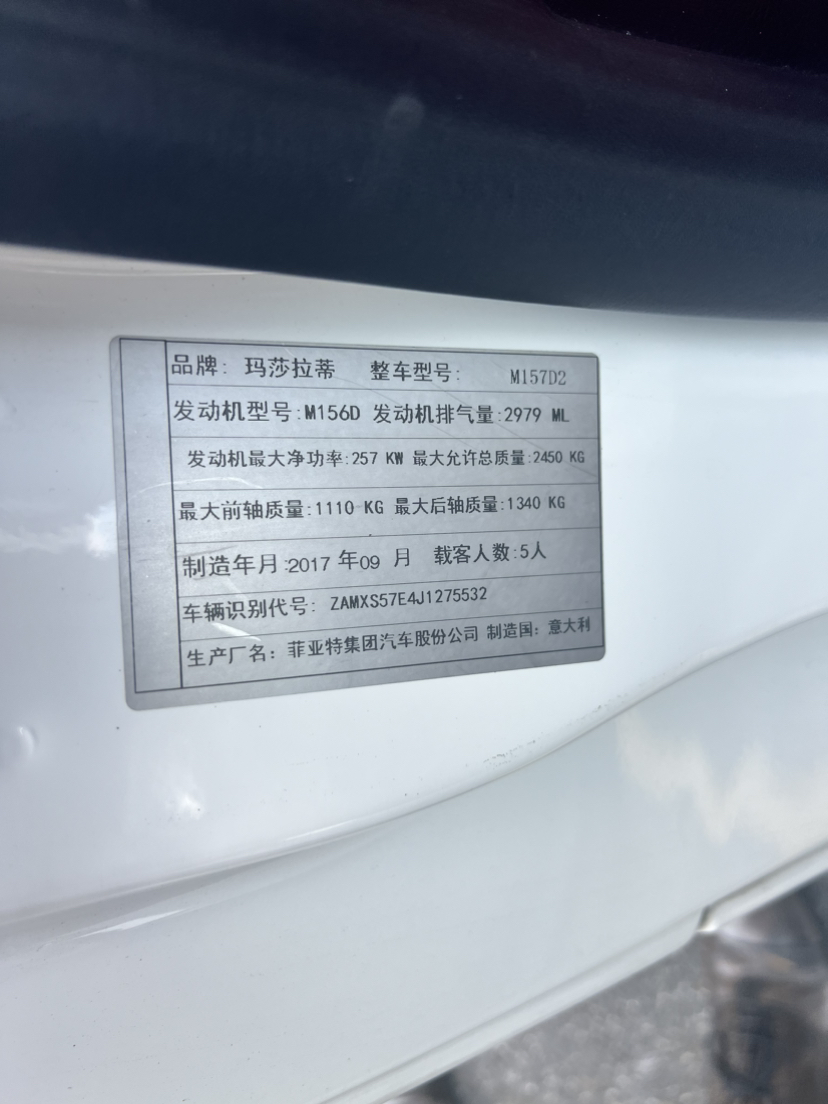 品牌: 玛莎拉蒂 整车型号: M157D2
发动机型号:M156D 发动机排气量:2979 ML
发动机最大净功率:257 KW 最大允许总质量:2450 KG
最大前轴质量:1110 KG 最大后轴质量:1340 KG
制造年月:2017 年09 月 载客人数:5人
车辆识别代号: ZAMXS57E4J1275532
生产厂名: 菲亚特集团汽车股份公司 制造国: 意大利